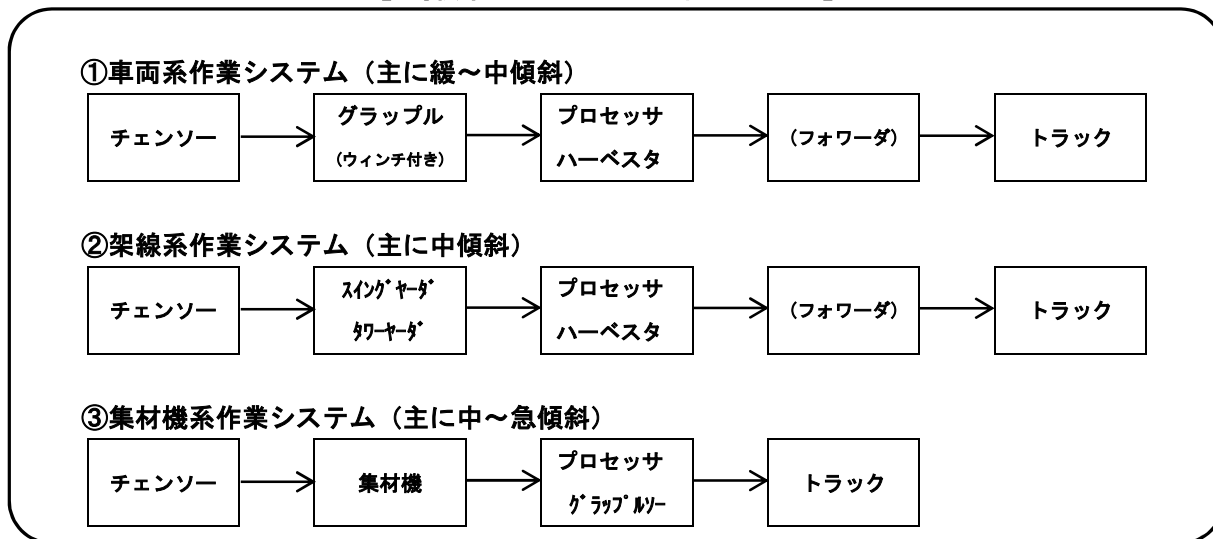 ①車両系作業システム（主に緩～中傾斜）
チェンソー
グラップル
（ウィンチ付き）
プロセッサ
ハーベスタ
（フォワーダ）
トラック
②架線系作業システム（主に中傾斜）
チェンソー
ｽｲﾝｸﾞﾔｰﾀﾞ
ﾀﾜｰﾔｰﾀﾞ
プロセッサ
ハーベスタ
（フォワーダ）
トラック
③集材機系作業システム（主に中～急傾斜）
チェンソー
集材機
プロセッサ
ｸﾞﾗｯﾌﾟﾙｿｰ
トラック